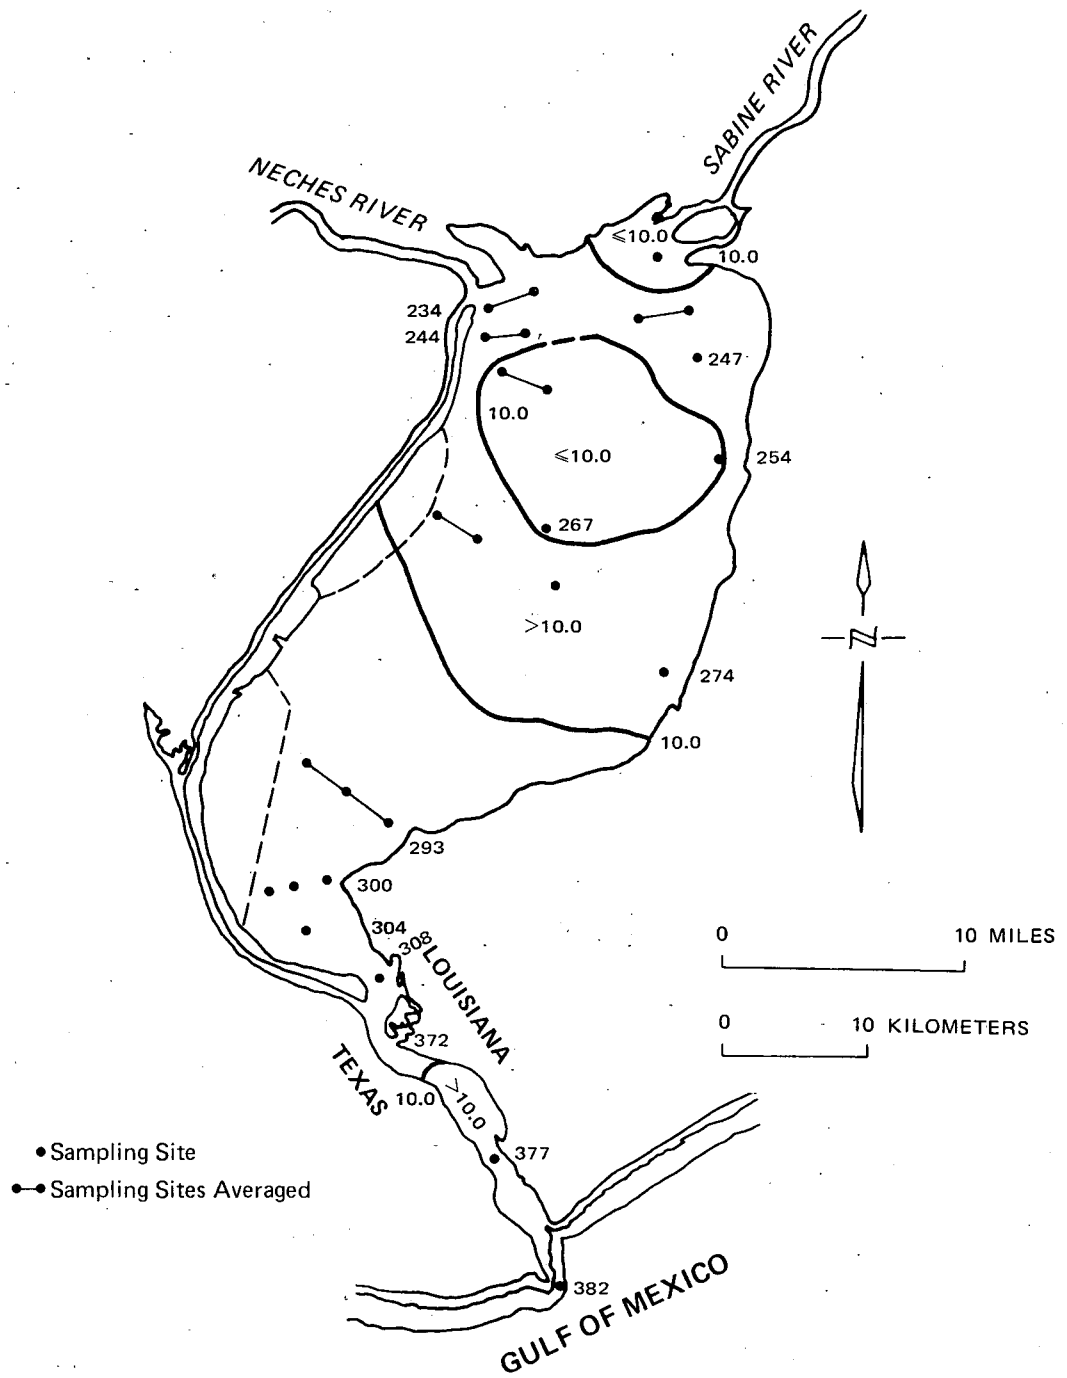 SABINE RIVER
NECHES RIVER
≤10.0
10.0
234
244
247
10.0
≤10.0
254
267
>10.0
274
10.0
293
300
304
308
LOUISIANA
0 10 MILES
0 10 KILOMETERS
N
372
TEXAS
10.0
>10.0
377
Sampling Site
Sampling Sites Averaged
382
GULF OF MEXICO